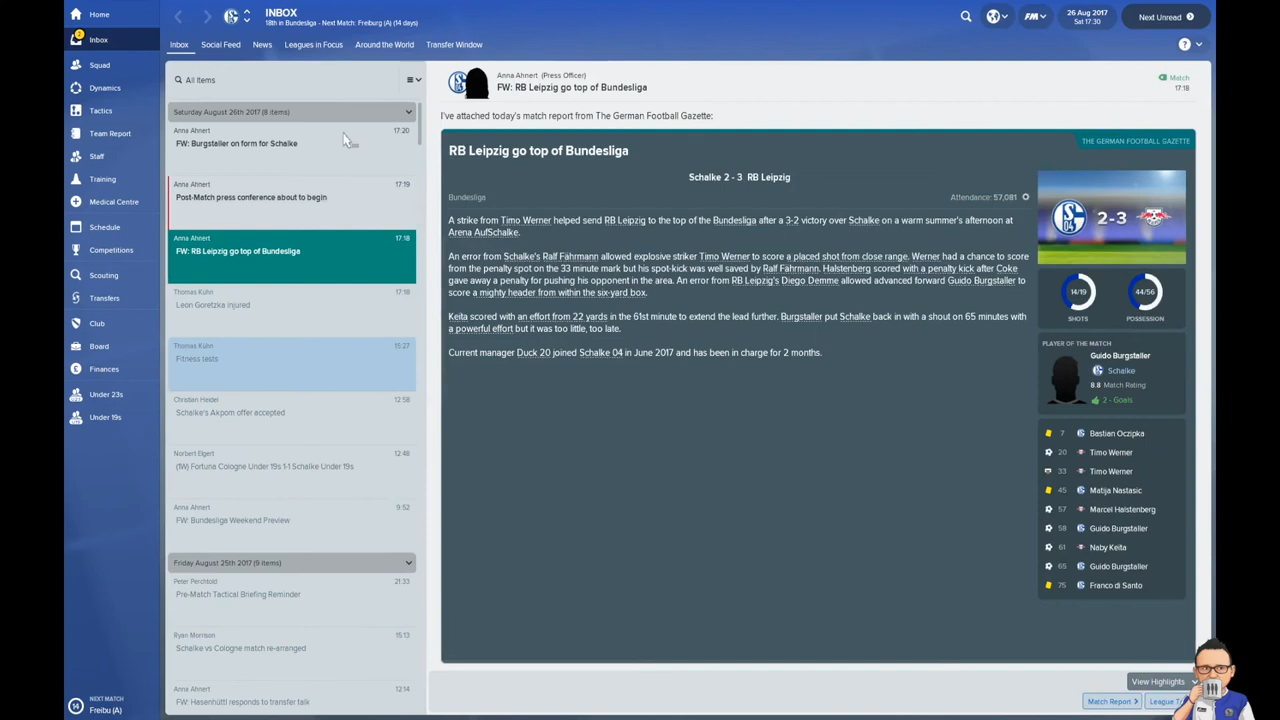 Home
2
Inbox
Squad
Dynamics
Tactics
Team Report
Staff
Training
Medical Centre
Schedule
Competitions
Scouting
Transfers
Club
Board
Finances
Under 23s
Under 19s
14
NEXT MATCH
Freibu (A)
INBOX
18th in Bundesliga - Next Match: Freiburg (A) (14 days)
FM
26 Aug 2017
Sat 17:30
Next Unread
Inbox Social Feed News Leagues in Focus Around the World Transfer Window
?
All Items
Saturday August 26th 2017 (8 items)
Anna Ahnert 17:20
FW: Burgstaller on form for Schalke
Anna Ahnert 17:19
Post-Match press conference about to begin
Anna Ahnert 17:18
FW: RB Leipzig go top of Bundesliga
Thomas Kühn 17:18
Leon Goretzka injured
Thomas Kühn 15:27
Fitness tests
Christian Heidel 12:58
Schalke's Akpom offer accepted
Norbert Elgert 12:48
(1W) Fortuna Cologne Under 19s 1-1 Schalke Under 19s
Anna Ahnert 9:52
FW: Bundesliga Weekend Preview
Friday August 25th 2017 (9 items)
Peter Perchtold 21:33
Pre-Match Tactical Briefing Reminder
Ryan Morrison 15:13
Schalke vs Cologne match re-arranged
Anna Ahnert 12:14
FW: Hasenhüttl responds to transfer talk
Anna Ahnert (Press Officer)
FW: RB Leipzig go top of Bundesliga
Match
17:18
I've attached today's match report from The German Football Gazette:
THE GERMAN FOOTBALL GAZETTE
RB Leipzig go top of Bundesliga
Schalke 2 - 3 RB Leipzig
Bundesliga Attendance: 57,081
A strike from Timo Werner helped send RB Leipzig to the top of the Bundesliga after a 3-2 victory over Schalke on a warm summer's afternoon at
Arena AufSchalke.
An error from Schalke's Ralf Fährmann allowed explosive striker Timo Werner to score a placed shot from close range. Werner had a chance to score
from the penalty spot on the 33 minute mark but his spot-kick was well saved by Ralf Fährmann. Halstenberg scored with a penalty kick after Coke
gave away a penalty for pushing his opponent in the area. An error from RB Leipzig's Diego Demme allowed advanced forward Guido Burgstaller to
score a mighty header from within the six-yard box.
Keita scored with an effort from 22 yards in the 61st minute to extend the lead further. Burgstaller put Schalke back in with a shout on 65 minutes with
a powerful effort but it was too little, too late.
Current manager Duck 20 joined Schalke 04 in June 2017 and has been in charge for 2 months.
2-3
14/19
SHOTS
44/56
POSSESSION
PLAYER OF THE MATCH
Guido Burgstaller
Schalke
8.8 Match Rating
2 - Goals
7 Bastian Oczipka
20 Timo Werner
33 Timo Werner
45 Matija Nastasic
57 Marcel Halstenberg
58 Guido Burgstaller
61 Naby Keita
65 Guido Burgstaller
75 Franco di Santo
View Highlights
Match Report
League